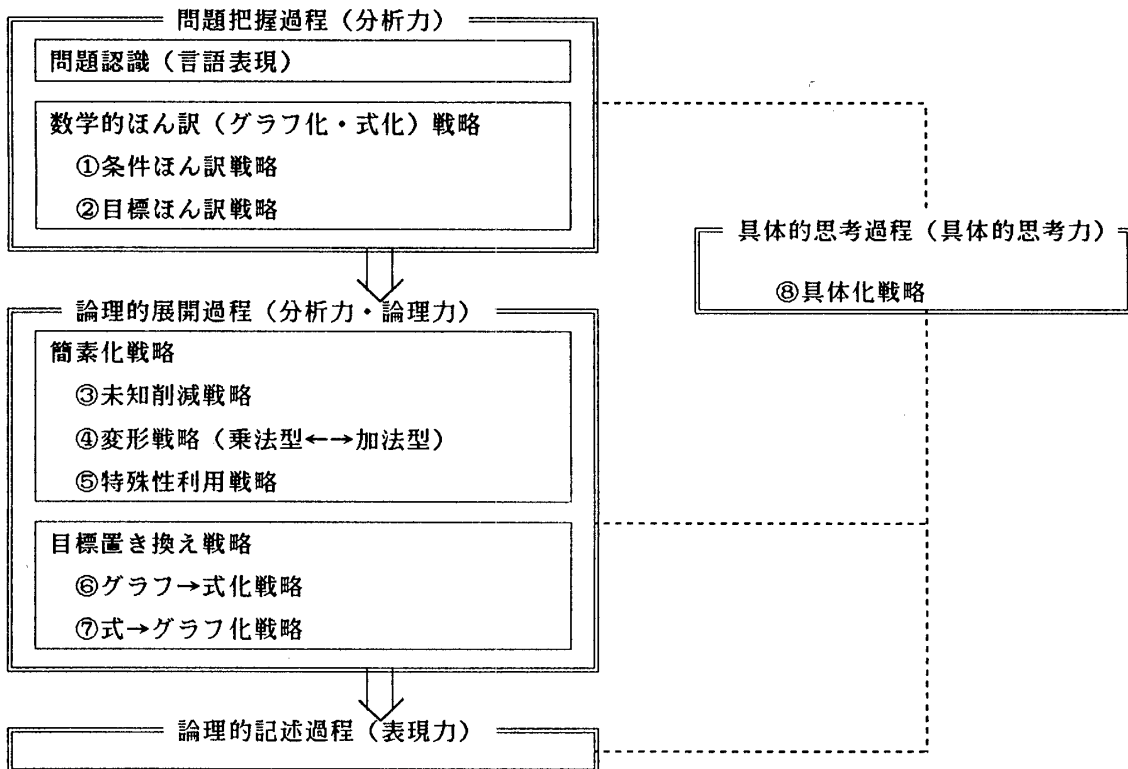 問題把握過程（分析力）
問題認識（言語表現）
数学的ほん訳（グラフ化・式化）戦略
①条件ほん訳戦略
②目標ほん訳戦略
具体的思考過程（具体的思考力）
⑧具体化戦略
論理的展開過程（分析力・論理力）
簡素化戦略
③未知削減戦略
④変形戦略（乗法型←→加法型）
⑤特殊性利用戦略
目標置き換え戦略
⑥グラフ→式化戦略
⑦式→グラフ化戦略
論理的記述過程（表現力）